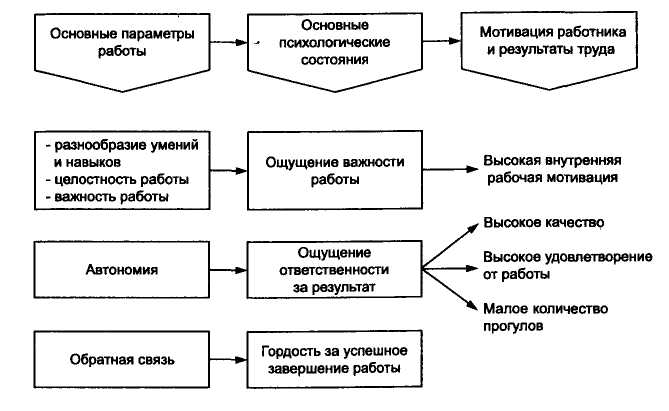 Основные параметры
работы
Основные
психологические
состояния
Мотивация работника
и результаты труда
- разнообразие умений
и навыков
- целостность работы
- важность работы
Ощущение важности
работы
Высокая внутренняя
рабочая мотивация
Автономия
Ощущение
ответственности
за результат
Высокое качество
Высокое удовлетворение
от работы
Малое количество
прогулов
Обратная связь
Гордость за успешное
завершение работы